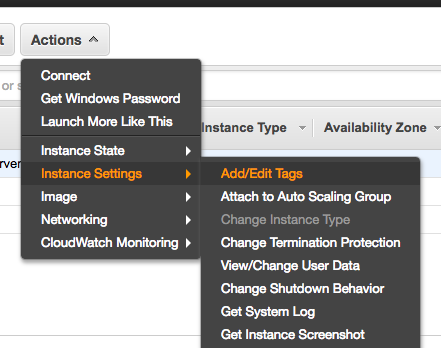 Actions
Connect
Get Windows Password
Launch More Like This
Instance Type
Availability Zone
Instance State
Instance Settings
Add/Edit Tags
Image
Attach to Auto Scaling Group
Change Instance Type
Networking
Change Termination Protection
CloudWatch Monitoring
View/Change User Data
Change Shutdown Behavior
Get System Log
Get Instance Screenshot